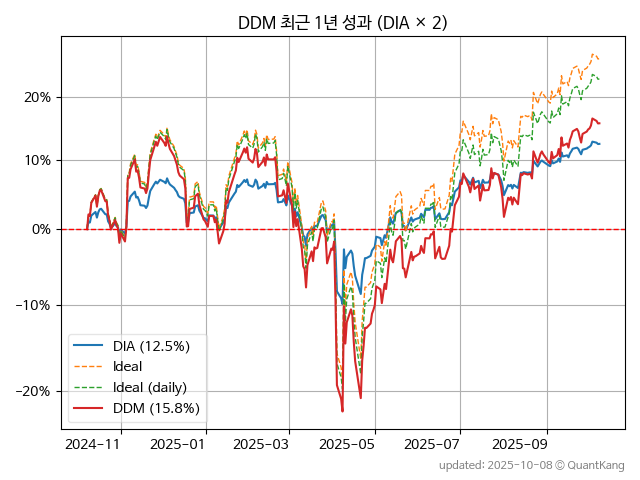 DDM 최근 1년 성과 (DIA × 2)
20%
10%
0%
−10%
−20%
DIA (12.5%)
Ideal
Ideal (daily)
DDM (15.8%)
2024−11 2025−01 2025−03 2025−05 2025−07 2025−09
updated: 2025-10-08 © QuantKang